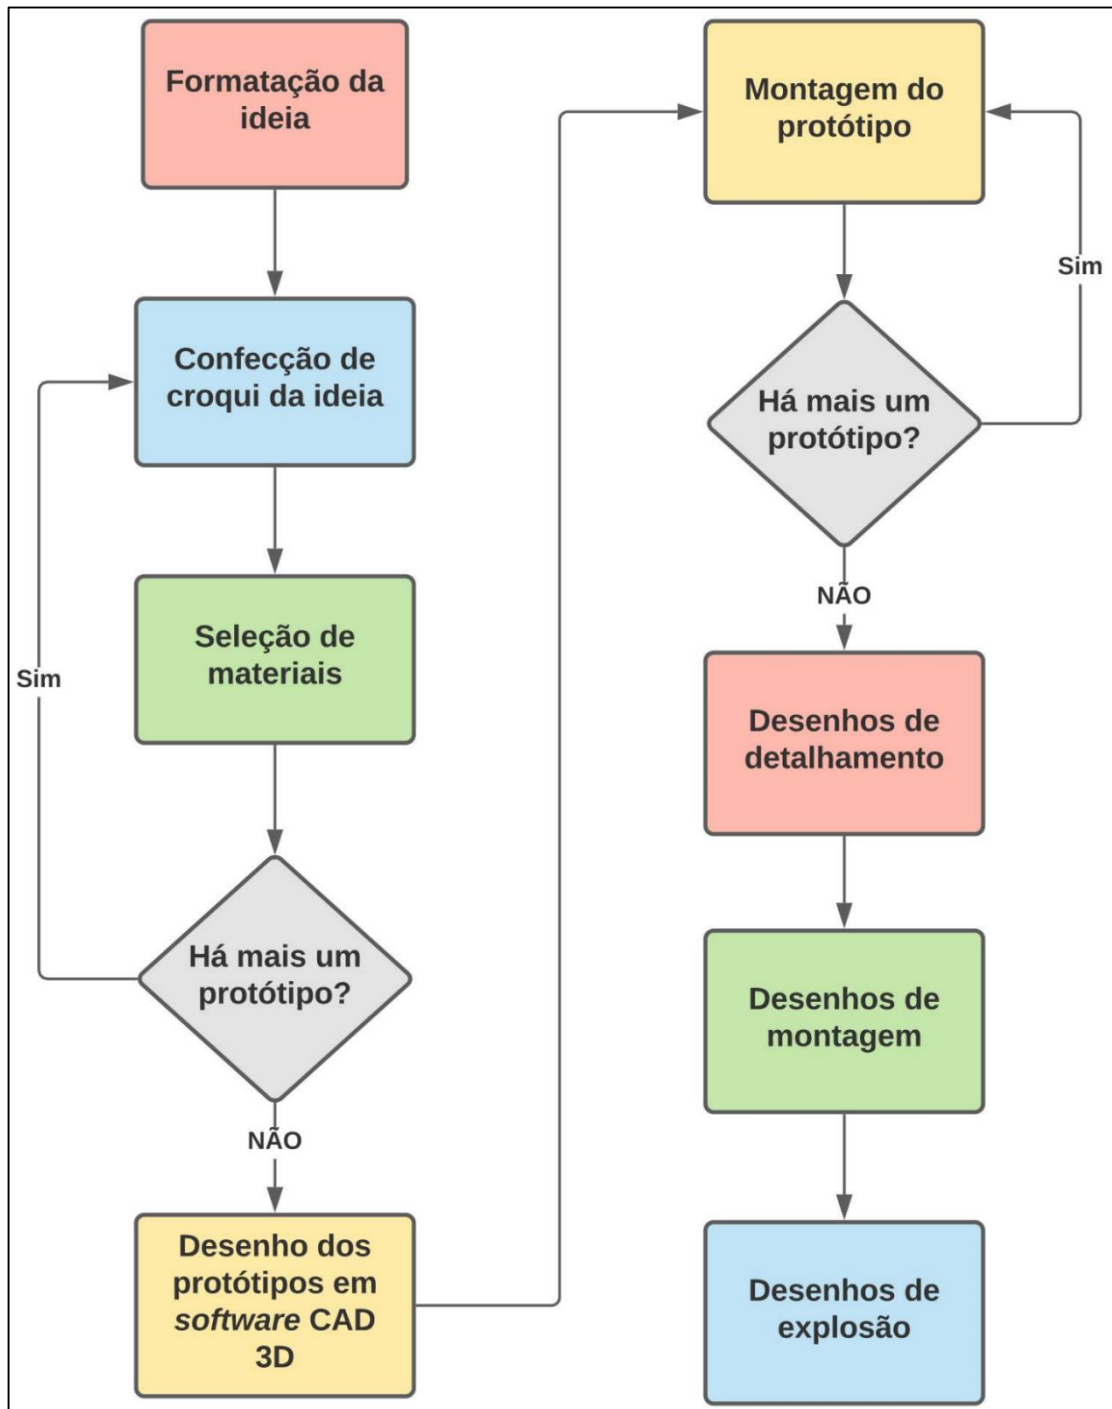 Formatação da
ideia
Confecção de
croqui da ideia
Seleção de
materiais
Sim
Há mais um
protótipo?
NÃO
Desenho dos
protótipos em
software CAD
3D
Montagem do
protótipo
Sim
Há mais um
protótipo?
NÃO
Desenhos de
detalhamento
Desenhos de
montagem
Desenhos de
explosão